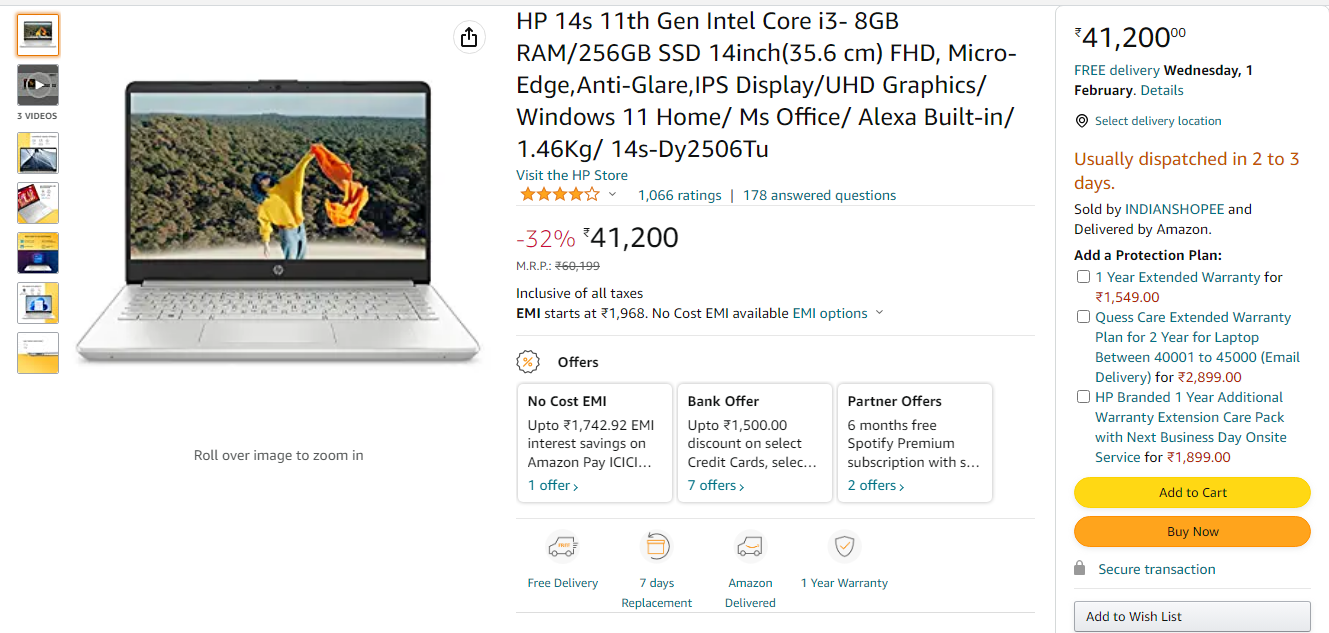 3 VIDEOS
Roll over image to zoom in
HP 14s 11th Gen Intel Core i3- 8GB
RAM/256GB SSD 14inch(35.6 cm) FHD, Micro-
Edge,Anti-Glare,IPS Display/UHD Graphics/
Windows 11 Home/ Ms Office/ Alexa Built-in/
1.46Kg/ 14s-Dy2506Tu
Visit the HP Store
1,066 ratings | 178 answered questions
-32% ₹41,200
M.R.P.: ₹60,199
Inclusive of all taxes
EMI starts at ₹1,968. No Cost EMI available EMI options
Offers
No Cost EMI
Upto ₹1,742.92 EMI
interest savings on
Amazon Pay ICICI…
1 offer ›
Bank Offer
Upto ₹1,500.00
discount on select
Credit Cards, selec…
7 offers ›
Partner Offers
6 months free
Spotify Premium
subscription with s…
2 offers ›
Free Delivery
7 days
Replacement
Amazon
Delivered
1 Year Warranty
₹41,20000
FREE delivery Wednesday, 1
February. Details
Select delivery location
Usually dispatched in 2 to 3
days.
Sold by INDIANSHOPEE and
Delivered by Amazon.
Add a Protection Plan:
1 Year Extended Warranty for
₹1,549.00
Quess Care Extended Warranty
Plan for 2 Year for Laptop
Between 40001 to 45000 (Email
Delivery) for ₹2,899.00
HP Branded 1 Year Additional
Warranty Extension Care Pack
with Next Business Day Onsite
Service for ₹1,899.00
Add to Cart
Buy Now
Secure transaction
Add to Wish List